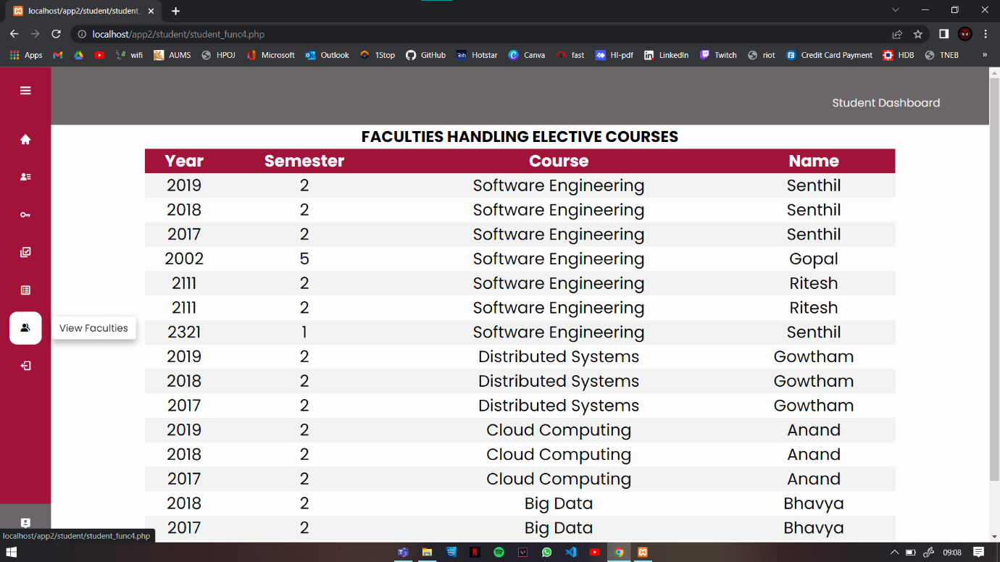 localhost/app2/student/student_
localhost/app2/student/student_func4.php
Apps wifi AUMS HPOJ Microsoft Outlook 1Stop GitHub Hotstar Canva fast HI-pdf LinkedIn Twitch riot Credit Card Payment HDB TNEB »
Student Dashboard
FACULTIES HANDLING ELECTIVE COURSES
Year Semester Course Name
2019 2 Software Engineering Senthil
2018 2 Software Engineering Senthil
2017 2 Software Engineering Senthil
2002 5 Software Engineering Gopal
2111 2 Software Engineering Ritesh
2111 2 Software Engineering Ritesh
View Faculties
2321 1 Software Engineering Senthil
2019 2 Distributed Systems Gowtham
2018 2 Distributed Systems Gowtham
2017 2 Distributed Systems Gowtham
2019 2 Cloud Computing Anand
2018 2 Cloud Computing Anand
2017 2 Cloud Computing Anand
2018 2 Big Data Bhavya
2017 2 Big Data Bhavya
localhost/app2/student/student_func4.php
09:08